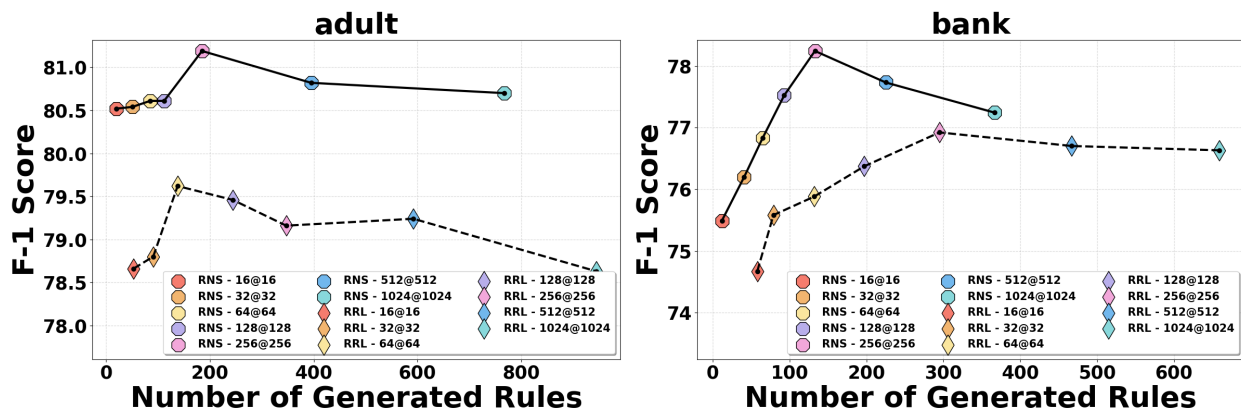 adult
F-1 Score
81.0
80.5
80.0
79.5
79.0
78.5
78.0
RNS - 16@16
RNS - 32@32
RNS - 64@64
RNS - 128@128
RNS - 256@256
RNS - 512@512
RNS - 1024@1024
RRL - 16@16
RRL - 32@32
RRL - 64@64
RRL - 128@128
RRL - 256@256
RRL - 512@512
RRL - 1024@1024
0 200 400 600 800
Number of Generated Rules
bank
F-1 Score
78
77
76
75
74
RNS - 16@16
RNS - 32@32
RNS - 64@64
RNS - 128@128
RNS - 256@256
RNS - 512@512
RNS - 1024@1024
RRL - 16@16
RRL - 32@32
RRL - 64@64
RRL - 128@128
RRL - 256@256
RRL - 512@512
RRL - 1024@1024
0 100 200 300 400 500 600
Number of Generated Rules